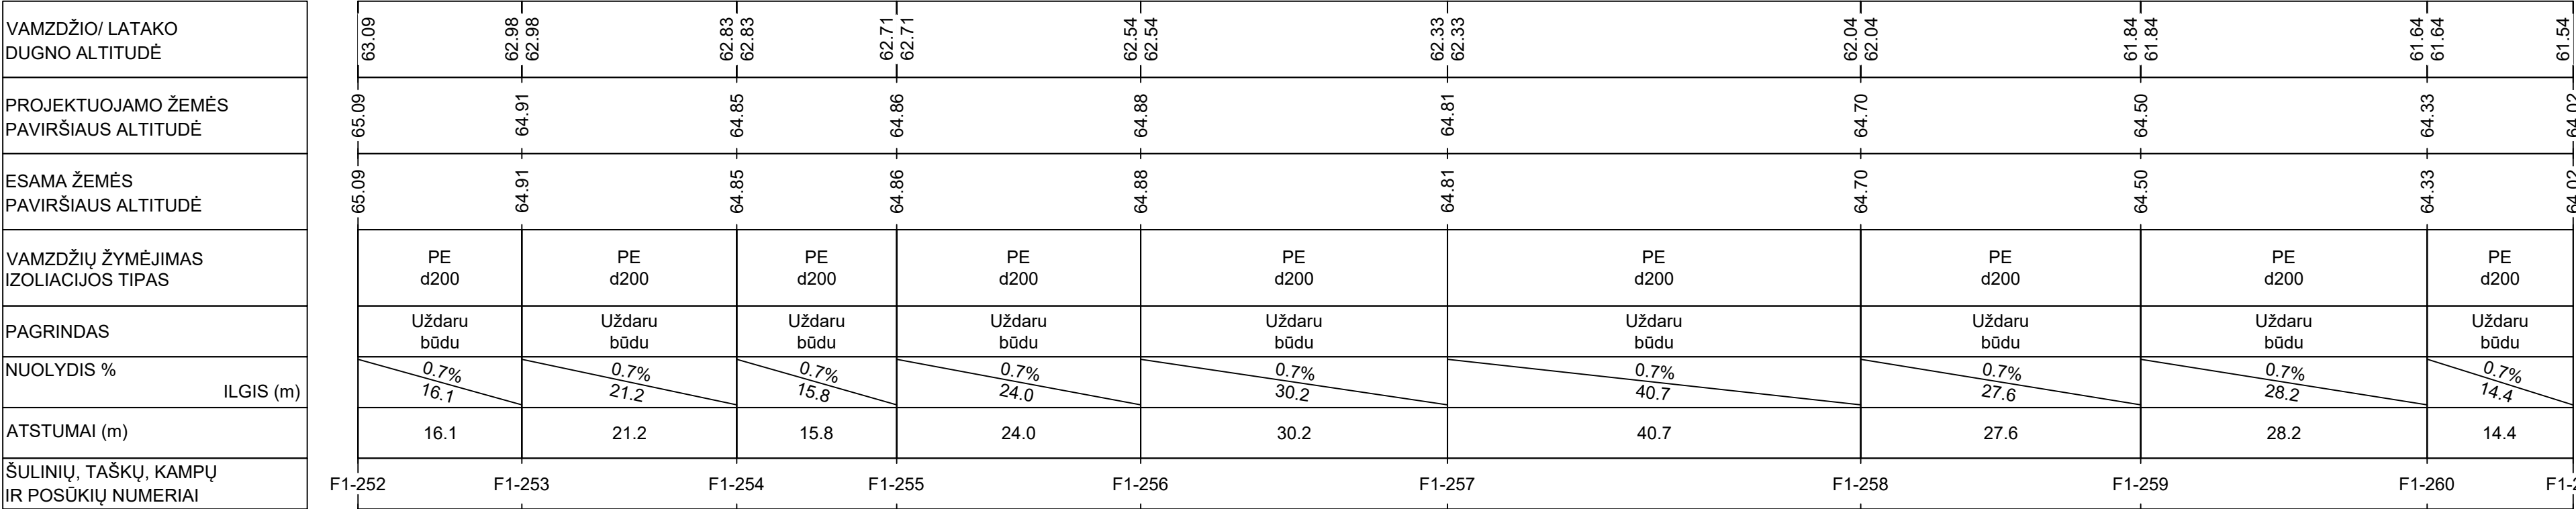 VAMZDŽIO/ LATAKO
DUGNO ALTITUDĖ
63.09 62.98 62.98 62.83 62.83 62.71 62.71 62.54 62.54 62.33 62.33 62.04 62.04 61.84 61.84 61.64 61.64 61.54
PROJEKTUOJAMO ŽEMĖS
PAVIRŠIAUS ALTITUDĖ
65.09 64.91 64.85 64.86 64.88 64.81 64.70 64.50 64.33 64.02
ESAMA ŽEMĖS
PAVIRŠIAUS ALTITUDĖ
65.09 64.91 64.85 64.86 64.88 64.81 64.70 64.50 64.33 64.02
VAMZDŽIŲ ŽYMĖJIMAS
IZOLIACIJOS TIPAS
PE PE PE PE PE PE PE PE PE
d200 d200 d200 d200 d200 d200 d200 d200 d200
PAGRINDAS
Uždaru Uždaru Uždaru Uždaru Uždaru Uždaru Uždaru Uždaru Uždaru
būdu būdu būdu būdu būdu būdu būdu būdu būdu
NUOLYDIS %
0.7% 0.7% 0.7% 0.7% 0.7% 0.7% 0.7% 0.7% 0.7%
ILGIS (m)
16.1 21.2 15.8 24.0 30.2 40.7 27.6 28.2 14.4
ATSTUMAI (m)
16.1 21.2 15.8 24.0 30.2 40.7 27.6 28.2 14.4
ŠULINIŲ, TAŠKŲ, KAMPŲ
IR POSŪKIŲ NUMERIAI
F1-252 F1-253 F1-254 F1-255 F1-256 F1-257 F1-258 F1-259 F1-260